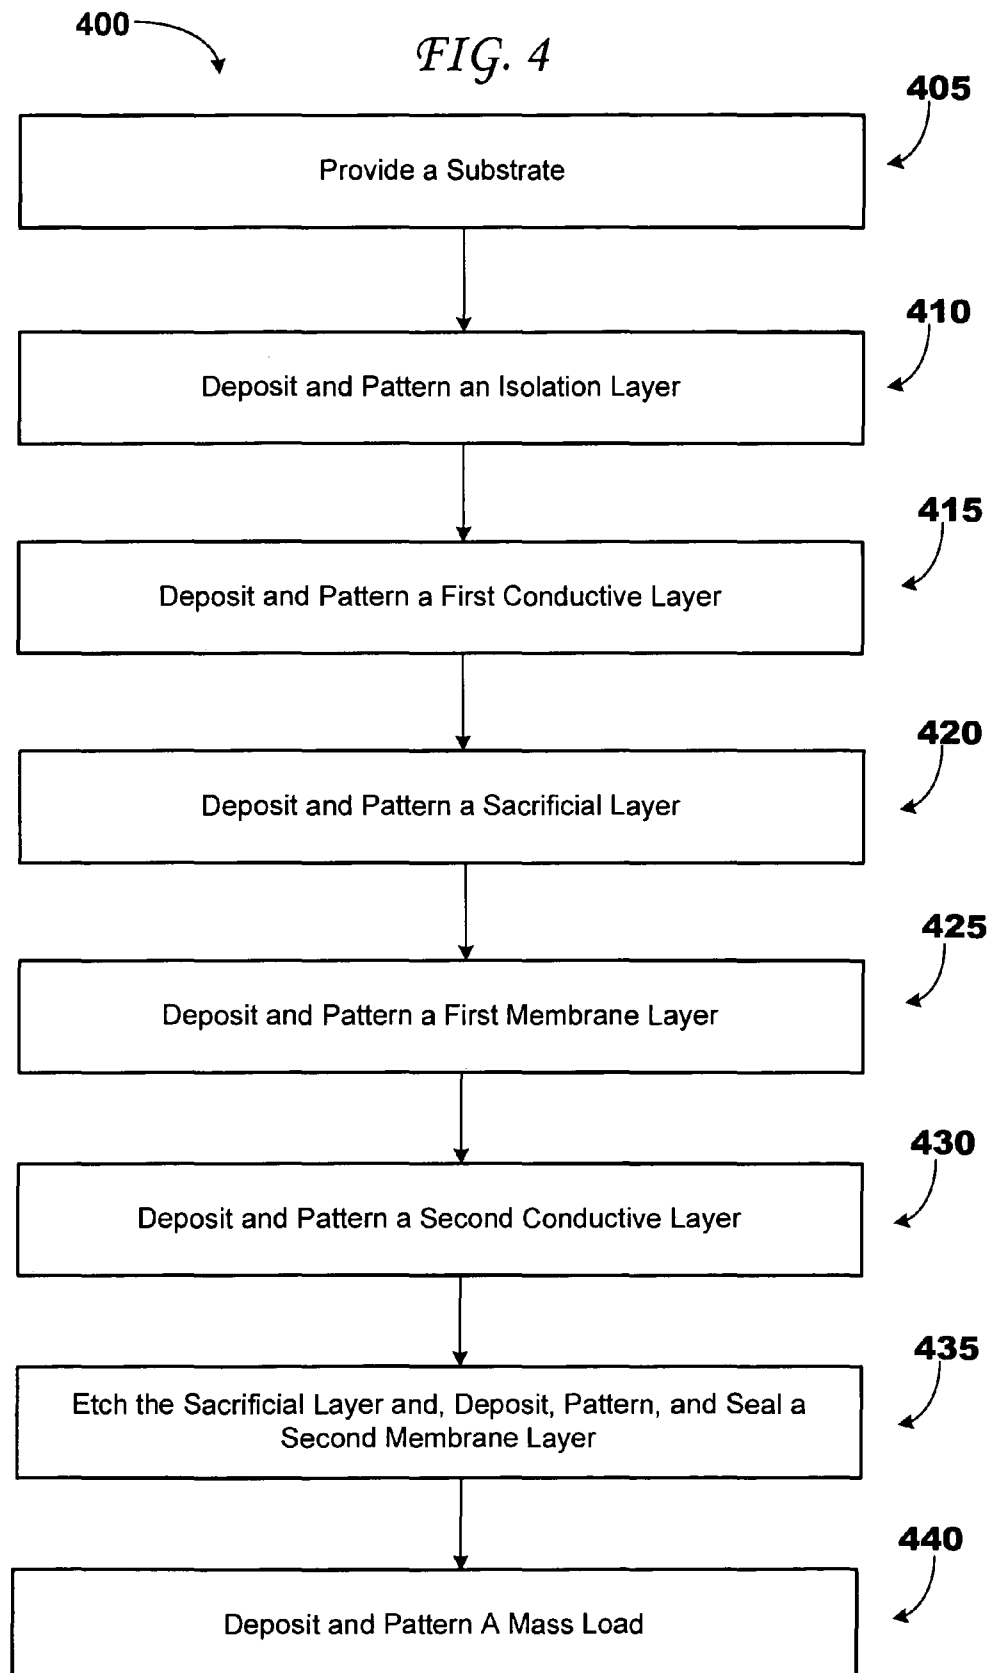 400
FIG. 4
405
Provide a Substrate
410
Deposit and Pattern an Isolation Layer
415
Deposit and Pattern a First Conductive Layer
420
Deposit and Pattern a Sacrificial Layer
425
Deposit and Pattern a First Membrane Layer
430
Deposit and Pattern a Second Conductive Layer
435
Etch the Sacrificial Layer and, Deposit, Pattern, and Seal a
Second Membrane Layer
440
Deposit and Pattern A Mass Load